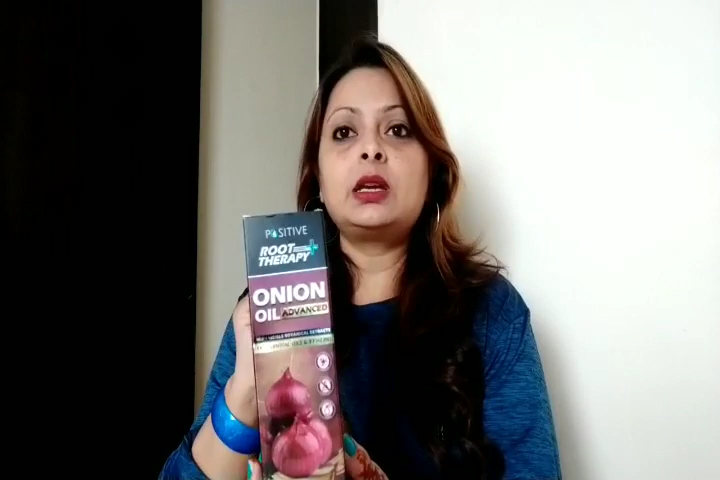 POSITIVE
ROOT
THERAPY
ONION
OIL ADVANCED
BOTANICAL EXTRACTS